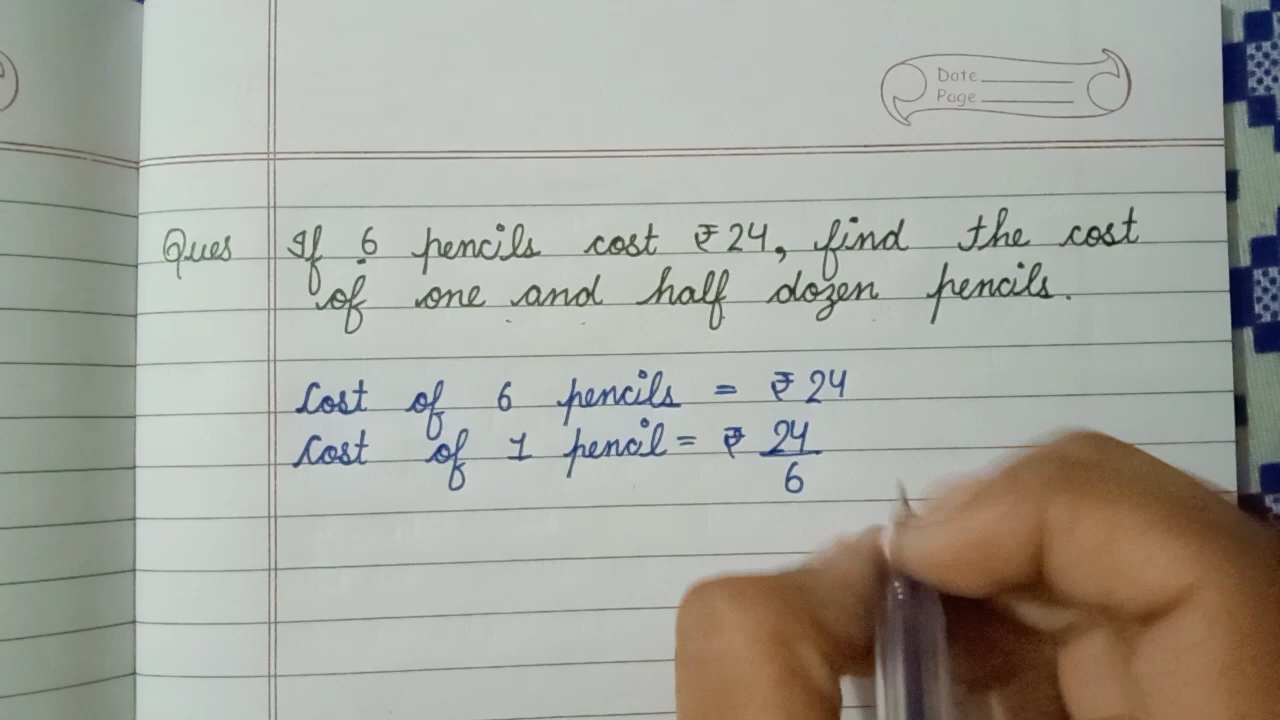 Date
Page
Ques If 6 pencils cost ₹24, find the cost
of one and half dozen pencils.
Cost of 6 pencils = ₹24
Cost of 1 pencil = ₹ 24/6